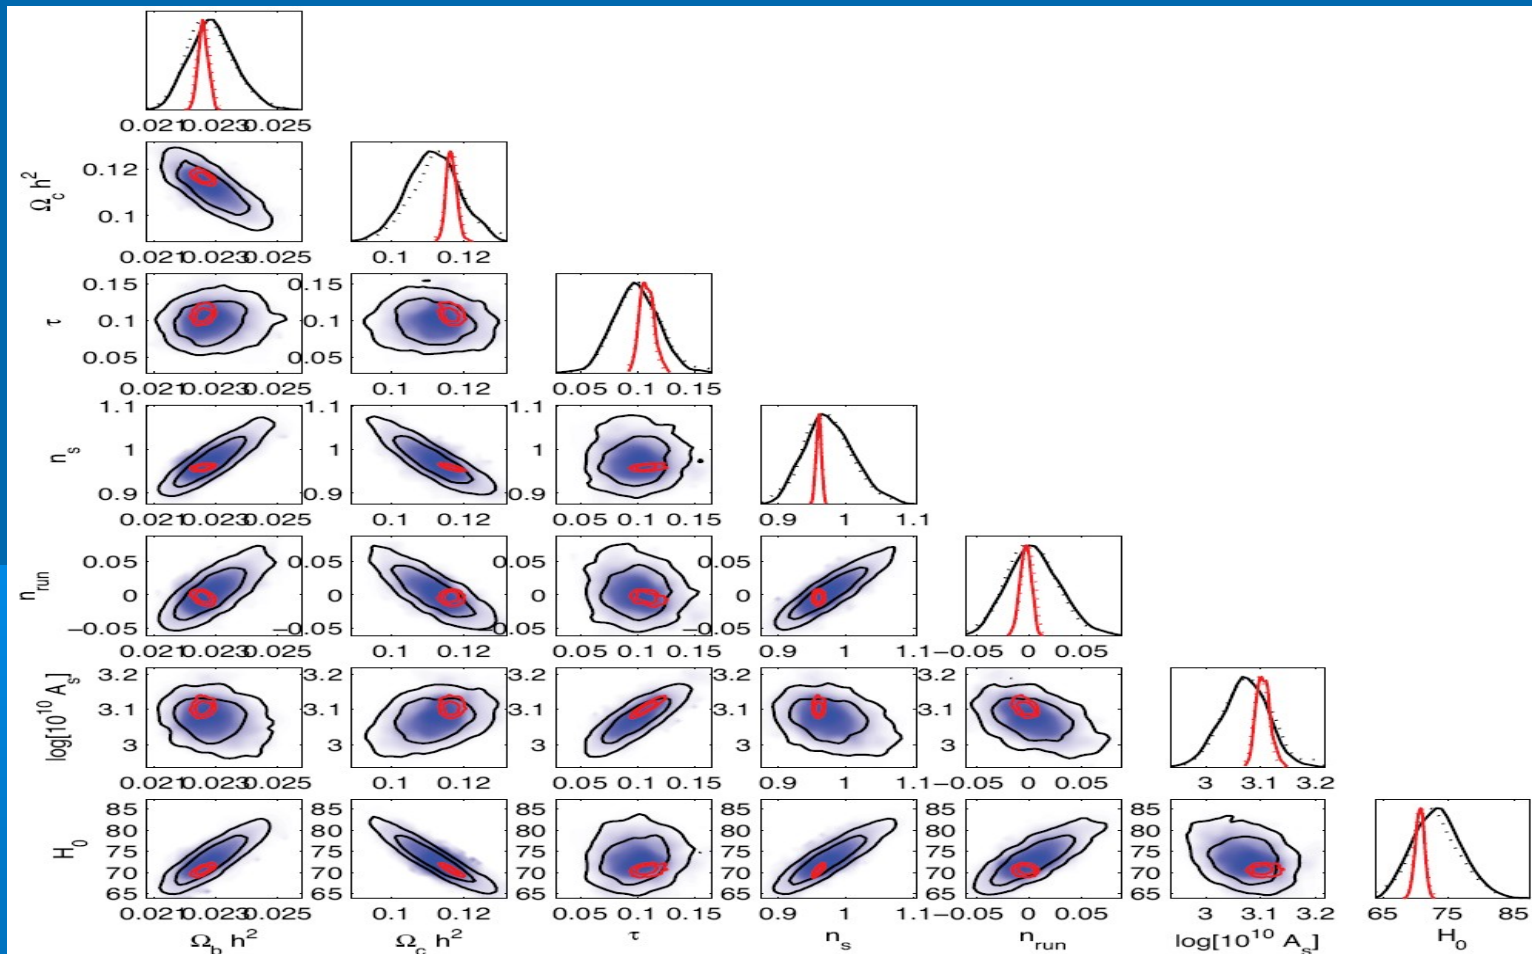 0.021 0.023 0.025
Ω_c h²
0.12
0.1
0.021 0.023 0.025 0.1 0.12
τ
0.15 0.15
0.1 0.1
0.05 0.05
0.021 0.023 0.025 0.1 0.12 0.05 0.1 0.15
n_s
1.1 1.1 1.1
1 1 1
0.9 0.9 0.9
0.021 0.023 0.025 0.1 0.12 0.05 0.1 0.15 0.9 1 1.1
n_run
0.05 0.05 0.05 0.05
0 0 0 0
−0.05 −0.05 −0.05 −0.05
0.021 0.023 0.025 0.1 0.12 0.05 0.1 0.15 0.9 1 1.1 −0.05 0 0.05
log[10¹⁰ A_s]
3.2 3.2 3.2 3.2 3.2
3.1 3.1 3.1 3.1 3.1
3 3 3 3 3
0.021 0.023 0.025 0.1 0.12 0.05 0.1 0.15 0.9 1 1.1 −0.05 0 0.05 3 3.1 3.2
H_0
85 85 85 85 85 85
80 80 80 80 80 80
75 75 75 75 75 75
70 70 70 70 70 70
65 65 65 65 65 65
0.021 0.023 0.025 0.1 0.12 0.05 0.1 0.15 0.9 1 1.1 −0.05 0 0.05 3 3.1 3.2 65 75 85
Ω_b h² Ω_c h² τ n_s n_run log[10¹⁰ A_s] H_0